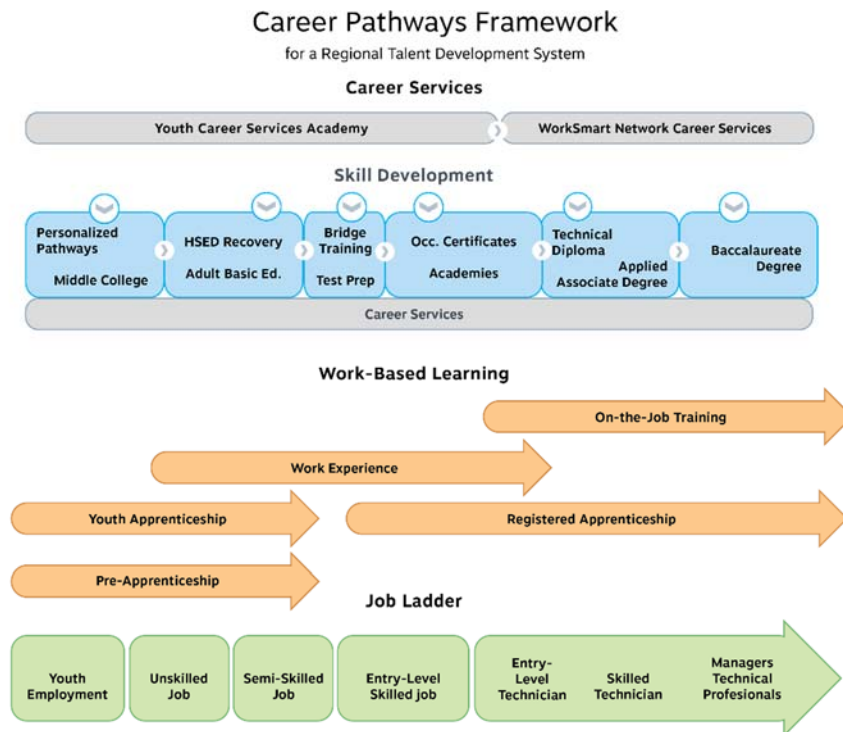 Career Pathways Framework
for a Regional Talent Development System
Career Services
Youth Career Services Academy
WorkSmart Network Career Services
Skill Development
Personalized
Pathways
Middle College
HSED Recovery
Adult Basic Ed.
Bridge
Training
Test Prep
Occ. Certificates
Academies
Technical
Diploma
Applied
Associate Degree
Baccalaureate
Degree
Career Services
Work-Based Learning
On-the-Job Training
Work Experience
Youth Apprenticeship
Registered Apprenticeship
Pre-Apprenticeship
Job Ladder
Youth
Employment
Unskilled
Job
Semi-Skilled
Job
Entry-Level
Skilled job
Entry-
Level
Technician
Skilled
Technician
Managers
Technical
Profesionals